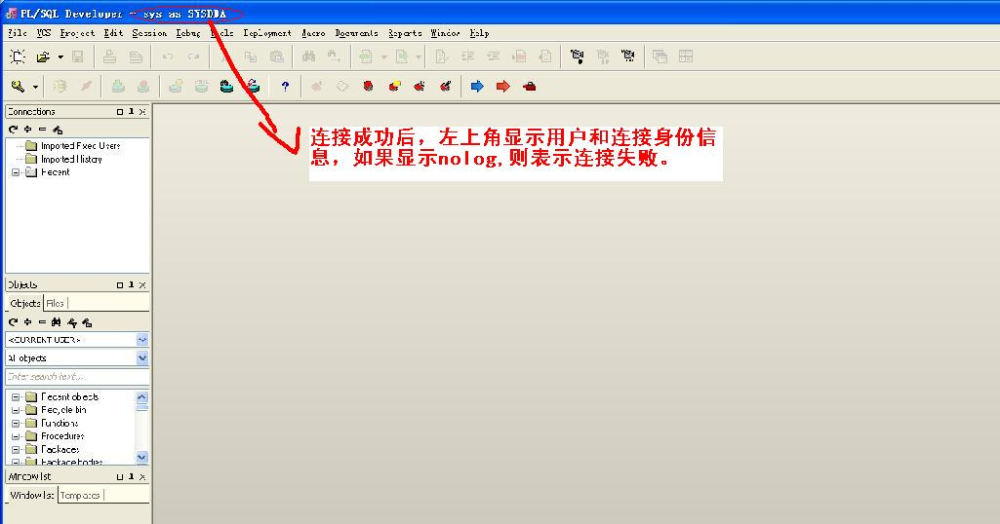 PL/SQL Developer - sys as SYSDBA
File VCS Project Edit Session Debug Tools Deployment Macro Documents Reports Window Help
Connections
连接成功后，左上角显示用户和连接身份信
息，如果显示nolog,则表示连接失败。
Imported Fixed Users
Imported History
Recent
Objects
Objects Files
<CURRENT USER>
All objects
Enter search text...
Recent objects
Recycle bin
Functions
Procedures
Packages
Package bodies
Window list
Window list Templates